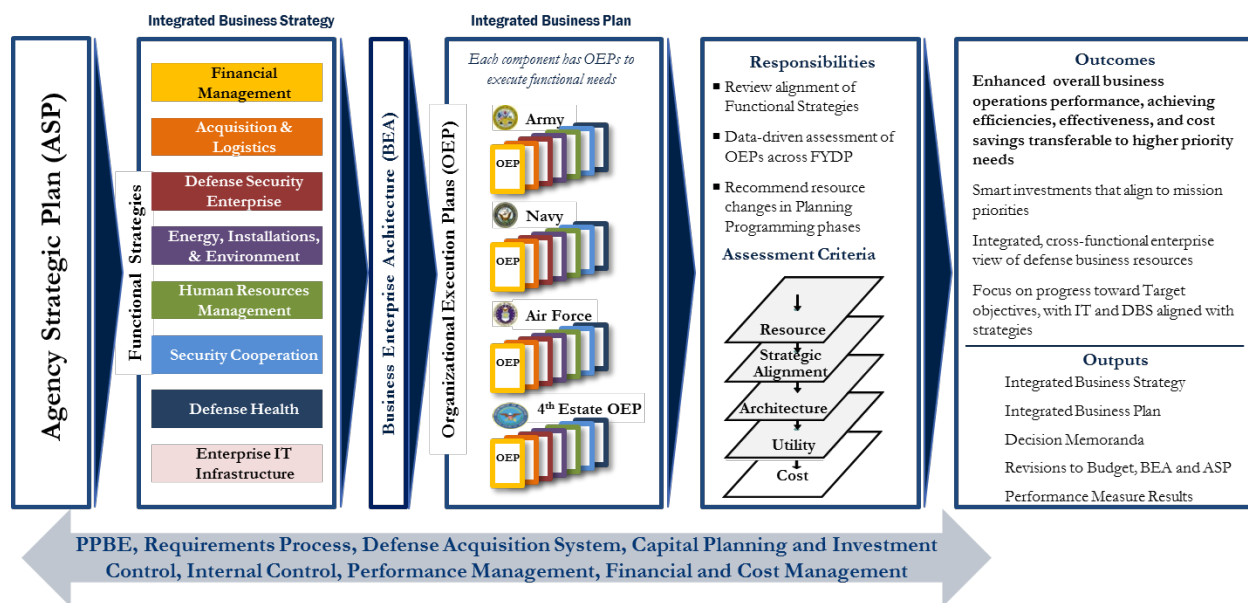 Integrated Business Strategy
Integrated Business Plan
Agency Strategic Plan (ASP)
Functional Strategies
Financial
Management
Acquisition &
Logistics
Defense Security
Enterprise
Energy, Installations,
& Environment
Human Resources
Management
Security Cooperation
Defense Health
Enterprise IT
Infrastructure
Business Enterprise Architecture (BEA)
Organizational Execution Plans (OEP)
Each component has OEPs to
execute functional needs
Army
OEP
Navy
OEP
Air Force
OEP
4th Estate OEP
OEP
Responsibilities
▪ Review alignment of
Functional Strategies
▪ Data-driven assessment of
OEPs across FYDP
▪ Recommend resource
changes in Planning
Programming phases
Assessment Criteria
Resource
Strategic
Alignment
Architecture
Utility
Cost
Outcomes
Enhanced overall business
operations performance, achieving
efficiencies, effectiveness, and cost
savings transferable to higher priority
needs
Smart investments that align to mission
priorities
Integrated, cross-functional enterprise
view of defense business resources
Focus on progress toward Target
objectives, with IT and DBS aligned with
strategies
Outputs
Integrated Business Strategy
Integrated Business Plan
Decision Memoranda
Revisions to Budget, BEA and ASP
Performance Measure Results
PPBE, Requirements Process, Defense Acquisition System, Capital Planning and Investment
Control, Internal Control, Performance Management, Financial and Cost Management